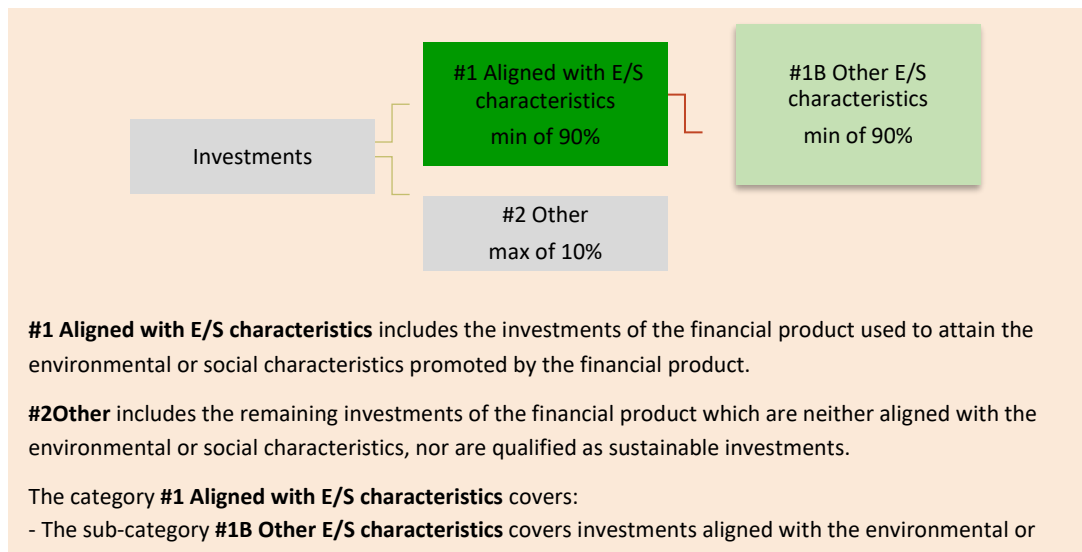 #1 Aligned with E/S
characteristics
min of 90%
#1B Other E/S
characteristics
min of 90%
Investments
#2 Other
max of 10%
#1 Aligned with E/S characteristics includes the investments of the financial product used to attain the
environmental or social characteristics promoted by the financial product.
#2Other includes the remaining investments of the financial product which are neither aligned with the
environmental or social characteristics, nor are qualified as sustainable investments.
The category #1 Aligned with E/S characteristics covers:
- The sub-category #1B Other E/S characteristics covers investments aligned with the environmental or